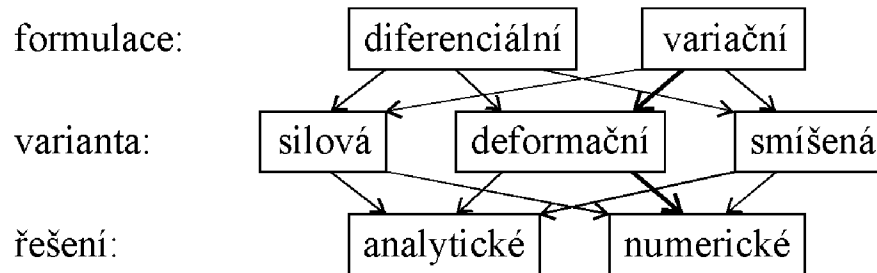 formulace: diferenciální variační
varianta: silová deformační smíšená
řešení: analytické numerické